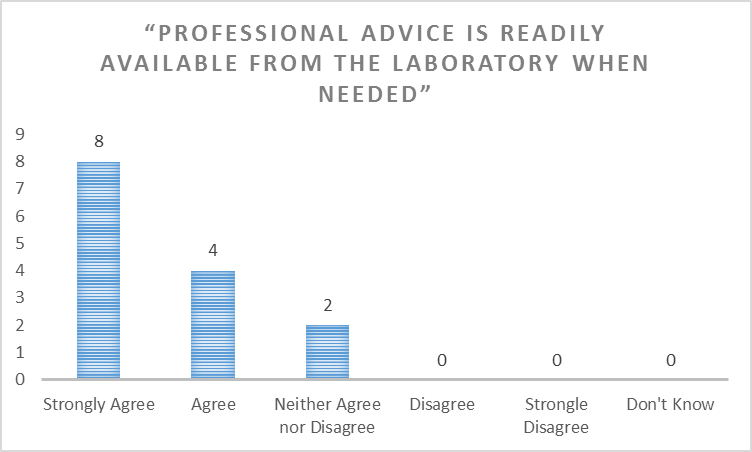 “PROFESSIONAL ADVICE IS READILY
AVAILABLE FROM THE LABORATORY WHEN
NEEDED”
9
8
7
6
5
4
3
2
1
0
8
4
2
0
0
0
Strongly Agree
Agree
Neither Agree
nor Disagree
Disagree
Strongle
Disagree
Don't Know